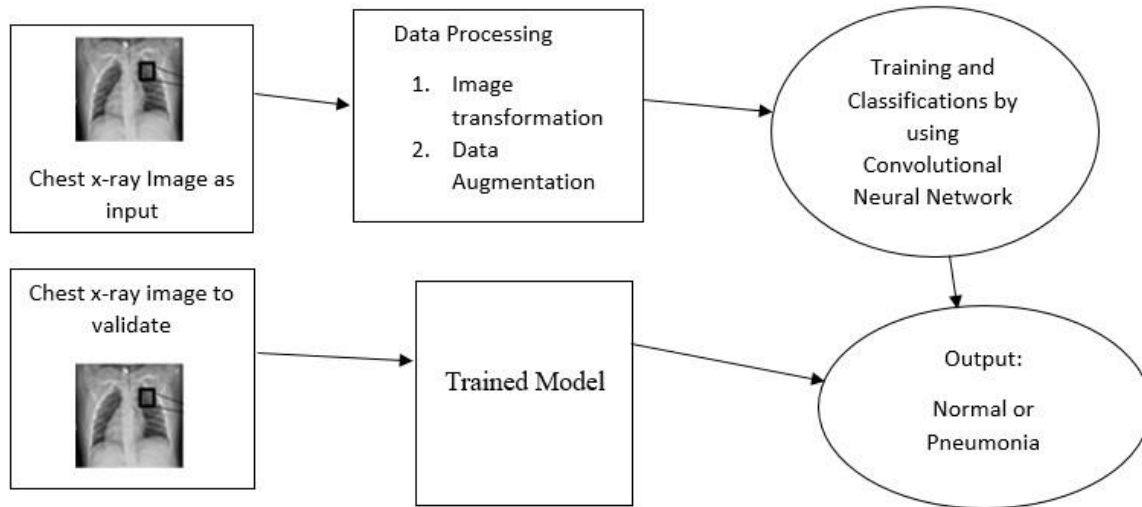 Chest x-ray Image as
input
Data Processing
1. Image
transformation
2. Data
Augmentation
Training and
Classifications by
using
Convolutional
Neural Network
Chest x-ray image to
validate
Trained Model
Output:
Normal or
Pneumonia